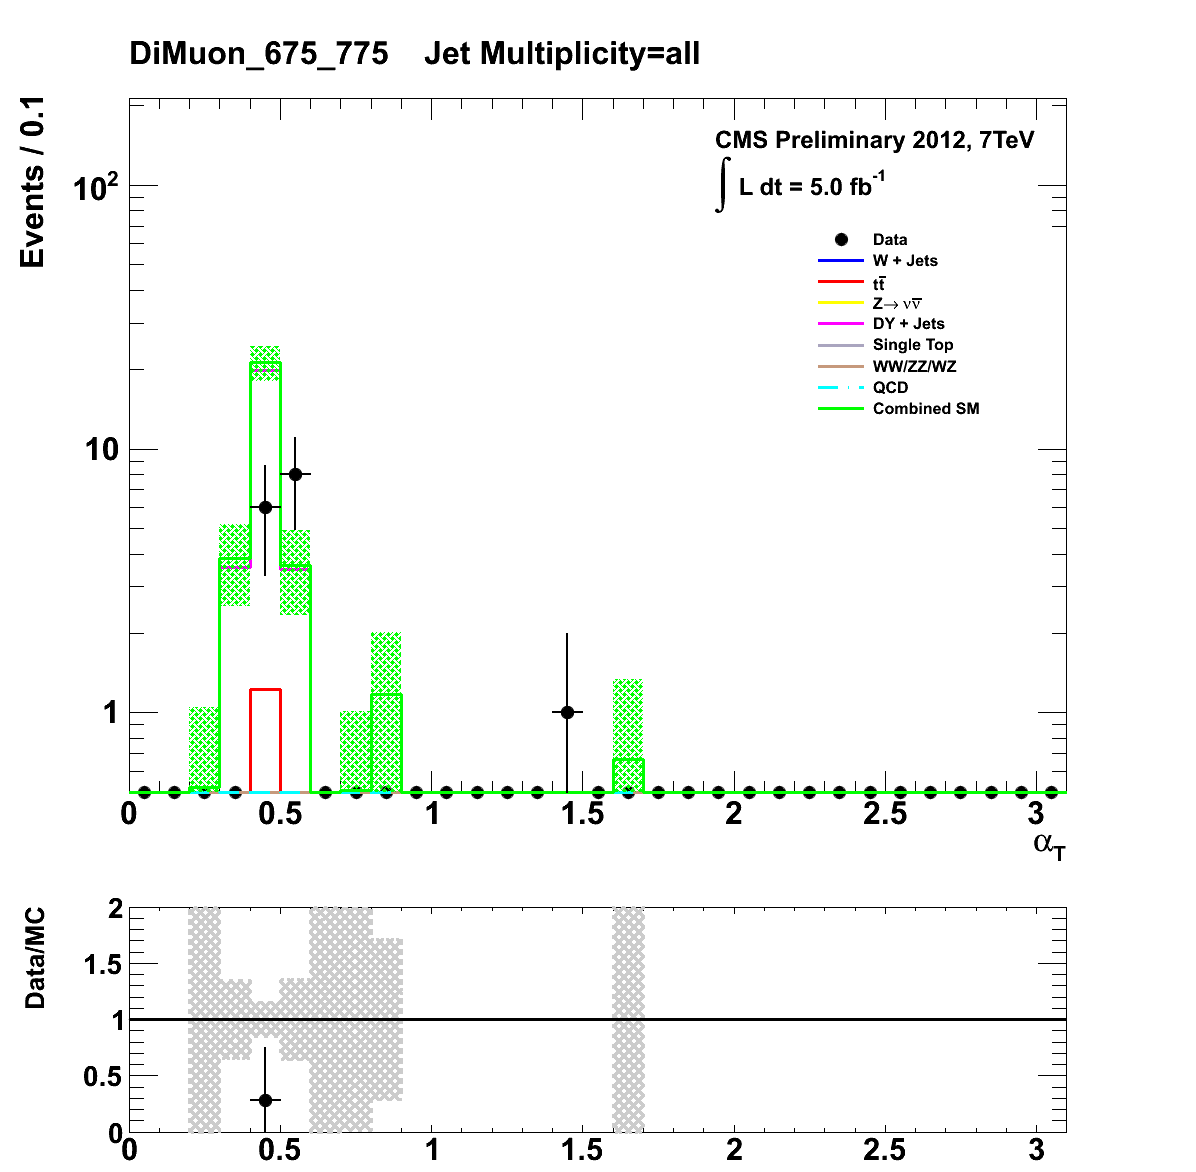 DiMuon_675_775 Jet Multiplicity=all
Events / 0.1
CMS Preliminary 2012, 7TeV
∫ L dt = 5.0 fb⁻¹
Data
W + Jets
tt̅
Z→ νν̅
DY + Jets
Single Top
WW/ZZ/WZ
QCD
Combined SM
10²
10
1
0 0.5 1 1.5 2 2.5 3
α_T
Data/MC
2
1.5
1
0.5
0
0 0.5 1 1.5 2 2.5 3